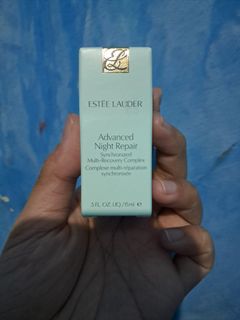 ESTĒE LAUDER
Advanced
Night Repair
Synchronized
Multi-Recovery Complex
Complexe multi-réparation
synchronisée
.5 FL.OZ.LIQ./15ml ℮